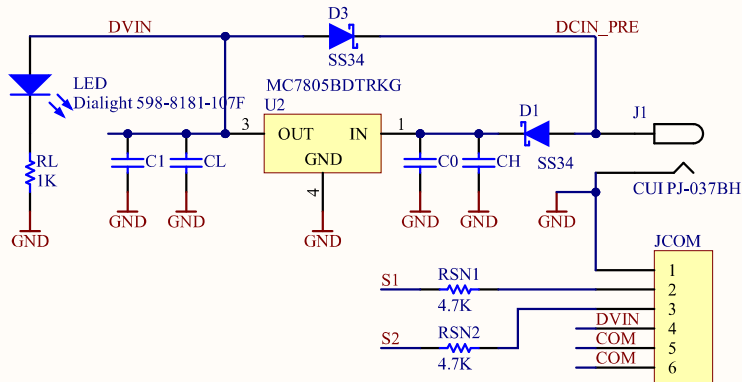 D3
DVIN
DCIN_PRE
SS34
LED
Dialight 598-8181-107F
MC7805BDTRKG
U2
D1
J1
3
OUT
IN
1
GND
4
C1
CL
C0
CH
SS34
RL
1K
CUI PJ-037BH
GND
GND
GND
GND
GND
GND
GND
JCOM
RSN1
S1
4.7K
1
2
3
DVIN
4
RSN2
S2
4.7K
COM
5
COM
6